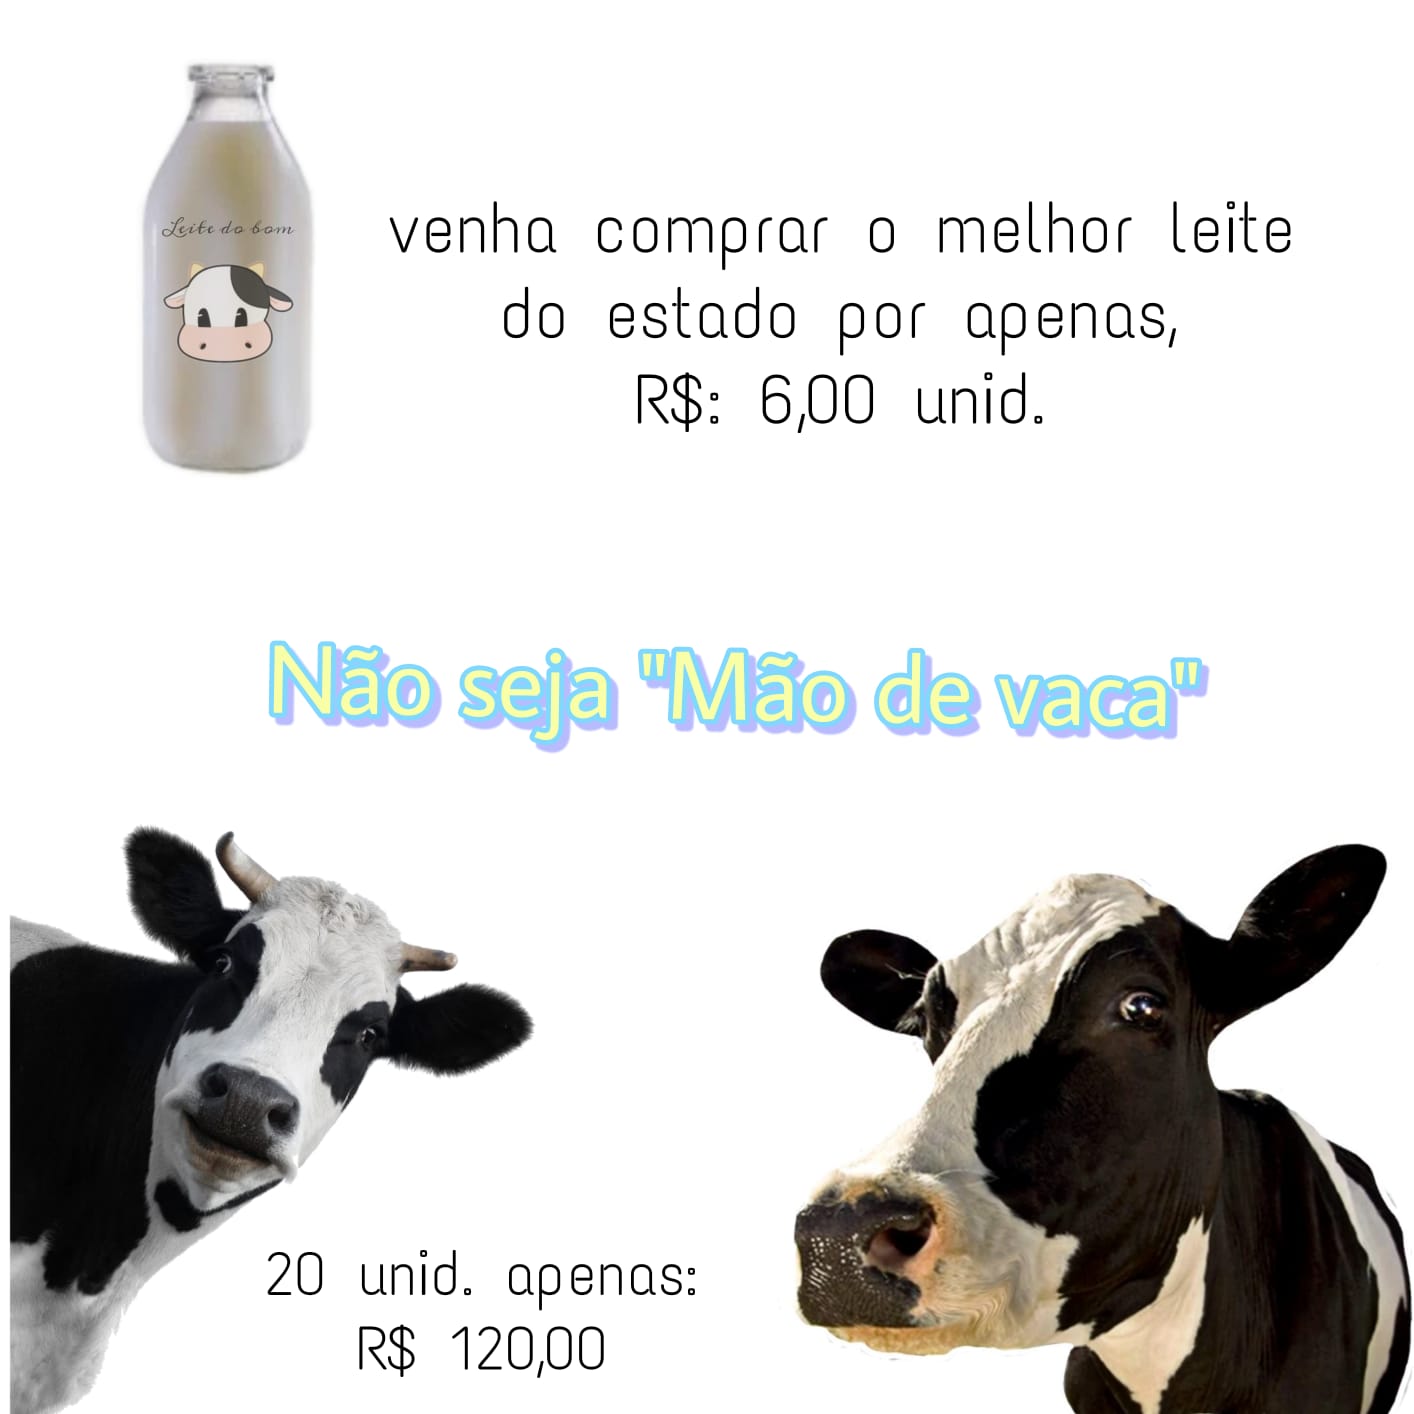 Leite do bom
venha comprar o melhor leite
do estado por apenas,
R$: 6,00 unid.
Não seja "Mão de vaca"
20 unid. apenas:
R$ 120,00